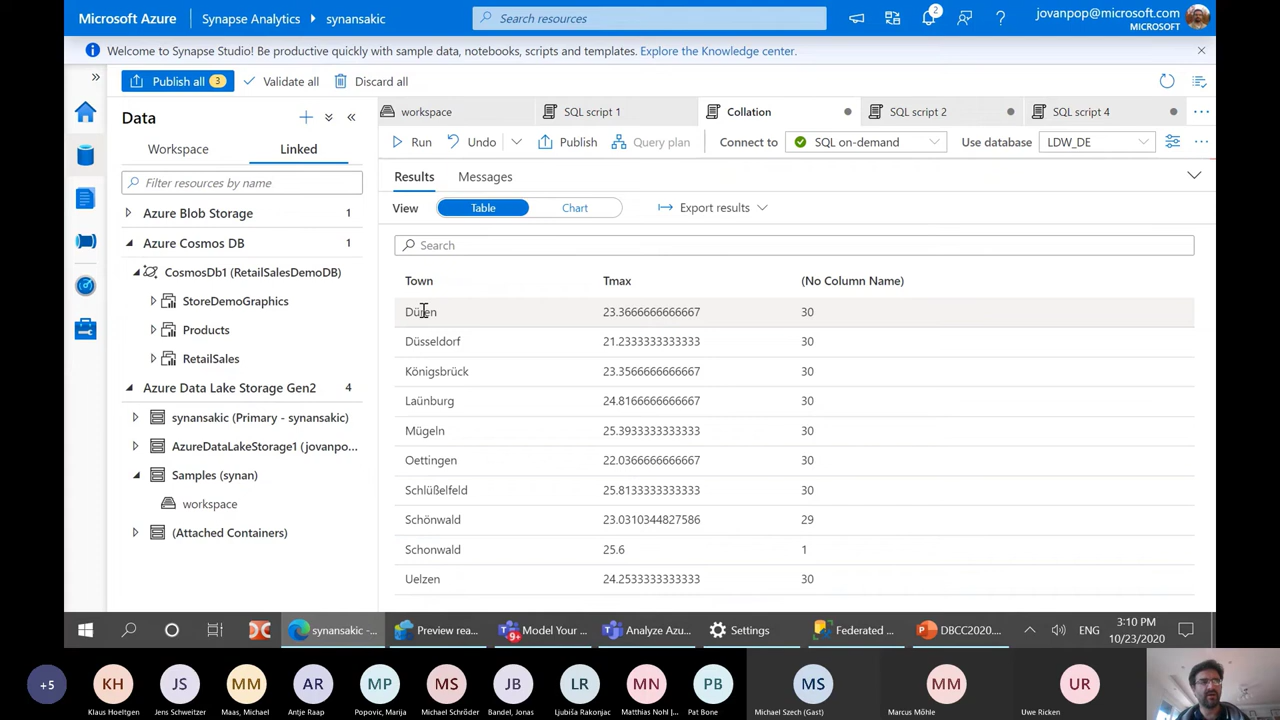 Microsoft Azure Synapse Analytics synansakic Search resources 2 jovanpop@microsoft.com
MICROSOFT
Welcome to Synapse Studio! Be productive quickly with sample data, notebooks, scripts and templates. Explore the Knowledge center.
Publish all 3 Validate all Discard all
Data
Workspace Linked
Filter resources by name
Azure Blob Storage 1
Azure Cosmos DB 1
CosmosDb1 (RetailSalesDemoDB)
StoreDemoGraphics
Products
RetailSales
Azure Data Lake Storage Gen2 4
synansakic (Primary - synansakic)
AzureDataLakeStorage1 (jovanpo...
Samples (synan)
workspace
(Attached Containers)
workspace SQL script 1 Collation SQL script 2 SQL script 4
Run Undo Publish Query plan Connect to SQL on-demand Use database LDW_DE
Results Messages
View Table Chart Export results
Search
Town Tmax (No Column Name)
Düren 23.3666666666667 30
Düsseldorf 21.2333333333333 30
Königsbrück 23.3566666666667 30
Laünburg 24.8166666666667 30
Mügeln 25.3933333333333 30
Oettingen 22.0366666666667 30
Schlüßelfeld 25.8133333333333 30
Schönwald 23.0310344827586 29
Schonwald 25.6 1
Uelzen 24.2533333333333 30
synansakic -... Preview rea... 9+ Model Your ... Analyze Azu... Settings Federated ... DBCC2020.... ENG 3:10 PM
10/23/2020
+5 KH JS MM AR MP MS JB LR MN PB MS MM UR
Klaus Hoeltgen Jens Schweitzer Maas, Michael Antje Raap Popovic, Marija Michael Schröder Bandel, Jonas Ljubiša Rakonjac Matthias Nohl |... Pat Bone Michael Szech (Gast) Marcus Möhle Uwe Ricken